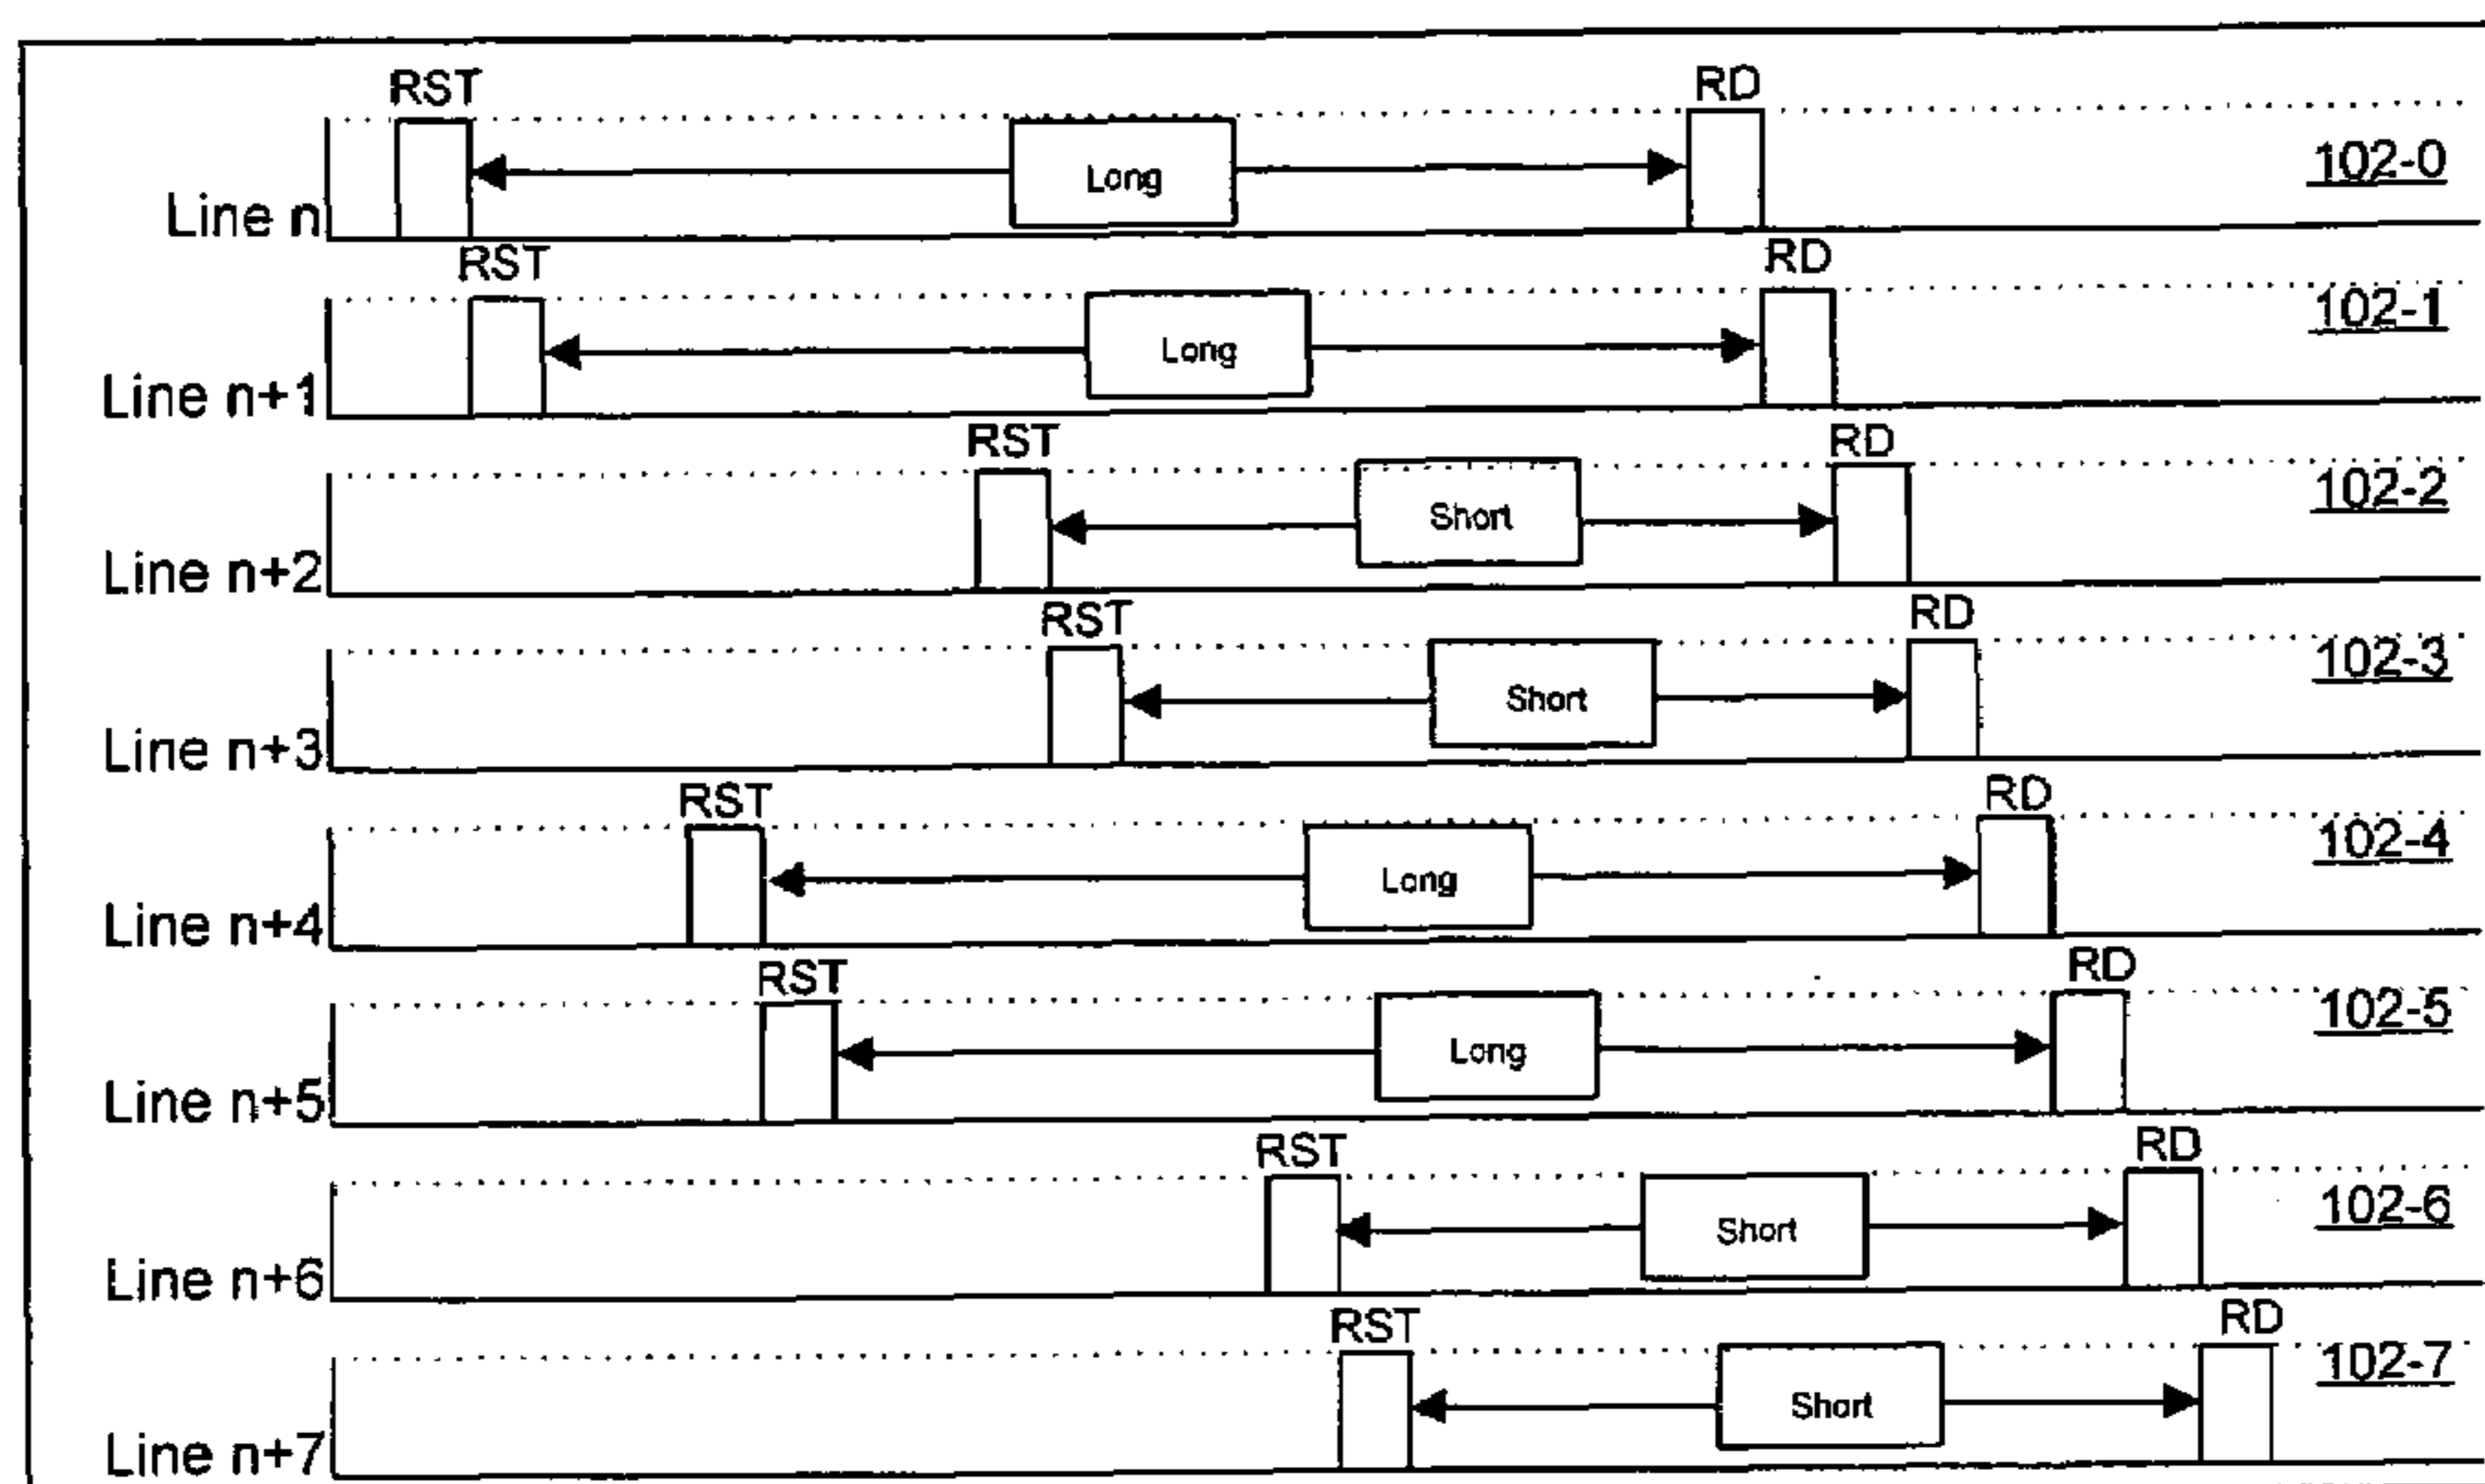 RST RD
Long 102-0
Line n
RST RD
Long 102-1
Line n+1
RST RD
Short 102-2
Line n+2
RST RD
Short 102-3
Line n+3
RST RD
Long 102-4
Line n+4
RST RD
Long 102-5
Line n+5
RST RD
Short 102-6
Line n+6
RST RD
Short 102-7
Line n+7